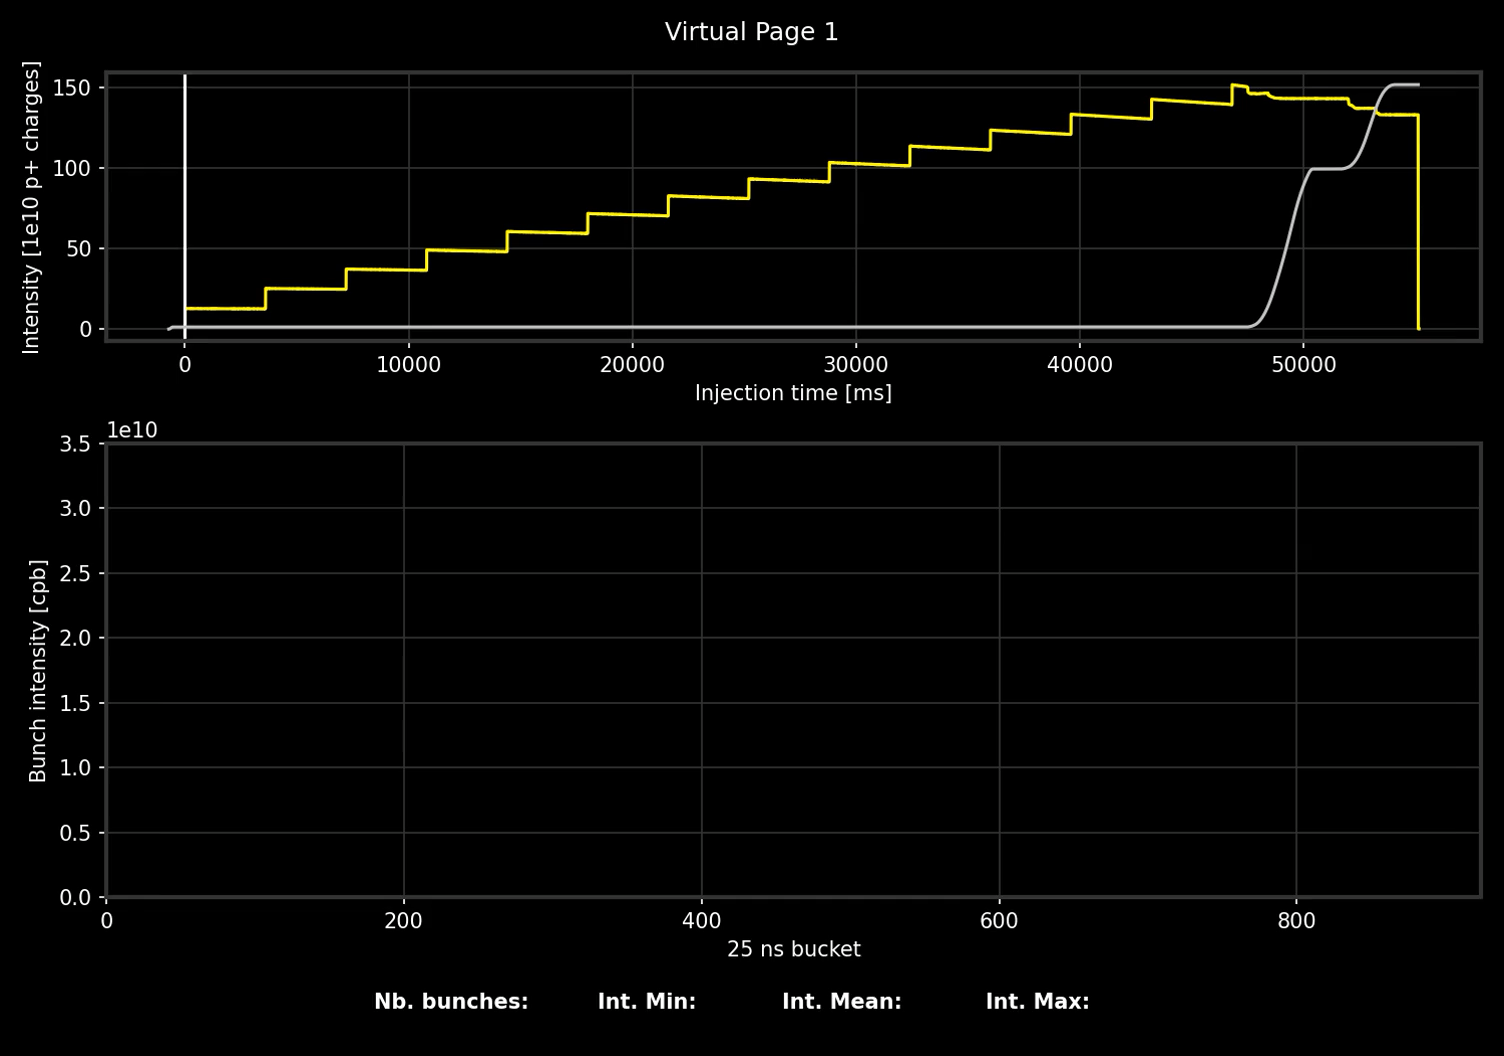 Virtual Page 1
Intensity [1e10 p+ charges]
150
100
50
0
0 10000 20000 30000 40000 50000
Injection time [ms]
1e10
Bunch intensity [cpb]
3.5
3.0
2.5
2.0
1.5
1.0
0.5
0.0
0 200 400 600 800
25 ns bucket
Nb. bunches: Int. Min: Int. Mean: Int. Max: